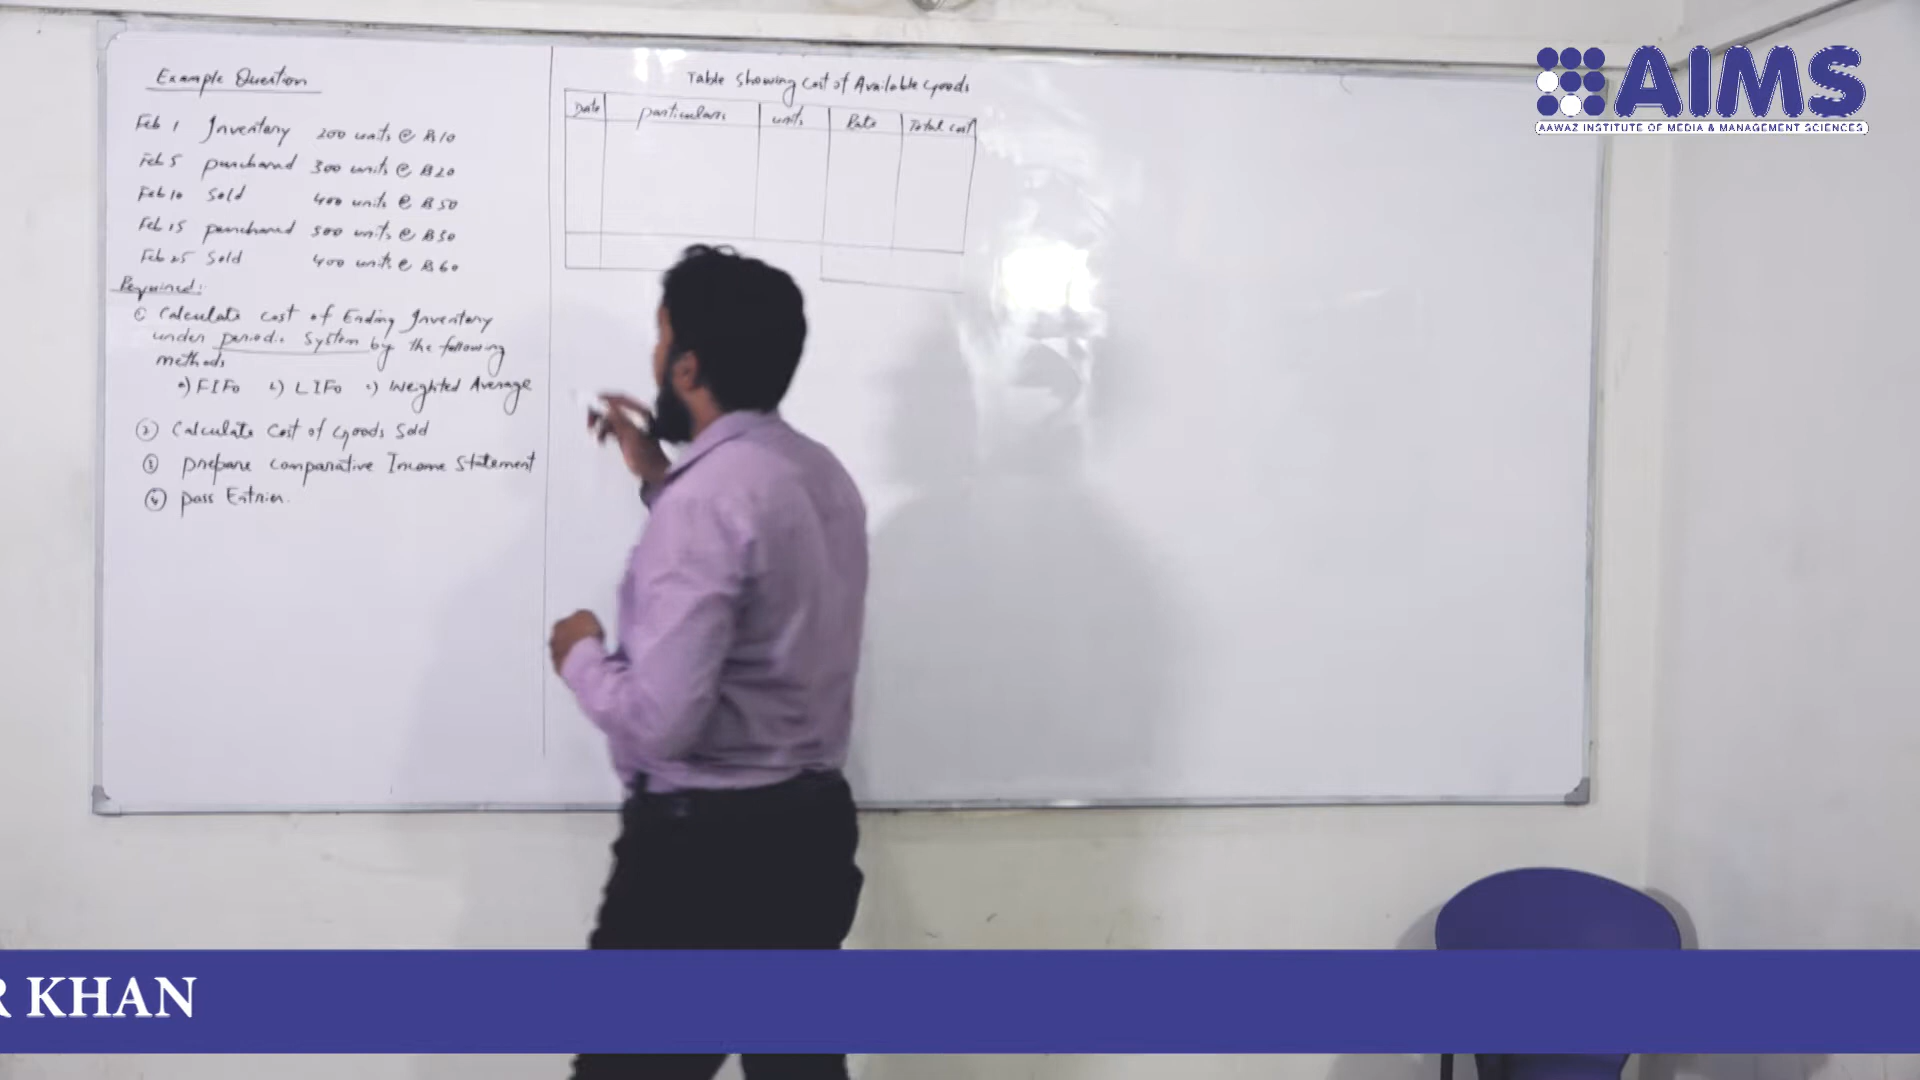 Example Question
Feb 1 Inventory 200 units @ Rs 10
Feb 5 purchased 300 units @ Rs 20
Feb 10 Sold 400 units @ Rs 50
Feb 15 purchased 500 units @ Rs 30
Feb 25 Sold 400 units @ Rs 60
Required:
① Calculate cost of Ending Inventory
under periodic System by the following
methods
a) FIFO b) LIFO c) Weghted Average
② Calculate Cost of Goods Sold
③ prepare comparative Income Statement
④ pass Entries.
Table Showing Cost of Available Goods
Date particulars units Rate Total cost
AIMS
AAWAZ INSTITUTE OF MEDIA & MANAGEMENT SCIENCES
R KHAN